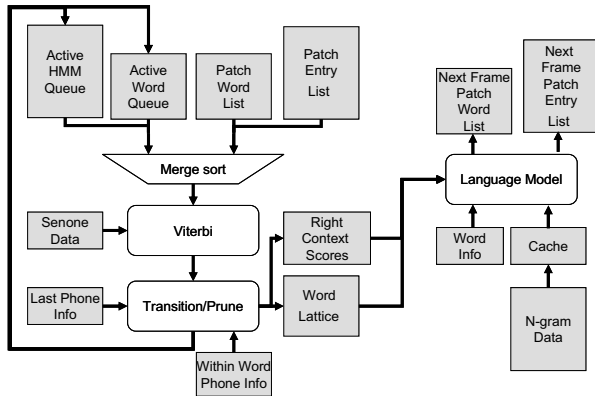 Active
HMM
Queue
Active
Word
Queue
Patch
Word
List
Patch
Entry
List
Next Frame
Patch
Word
List
Next
Frame
Patch
Entry
List
Merge sort
Language Model
Senone
Data
Viterbi
Right
Context
Scores
Word
Info
Cache
Last Phone
Info
Transition/Prune
Word
Lattice
N-gram
Data
Within Word
Phone Info